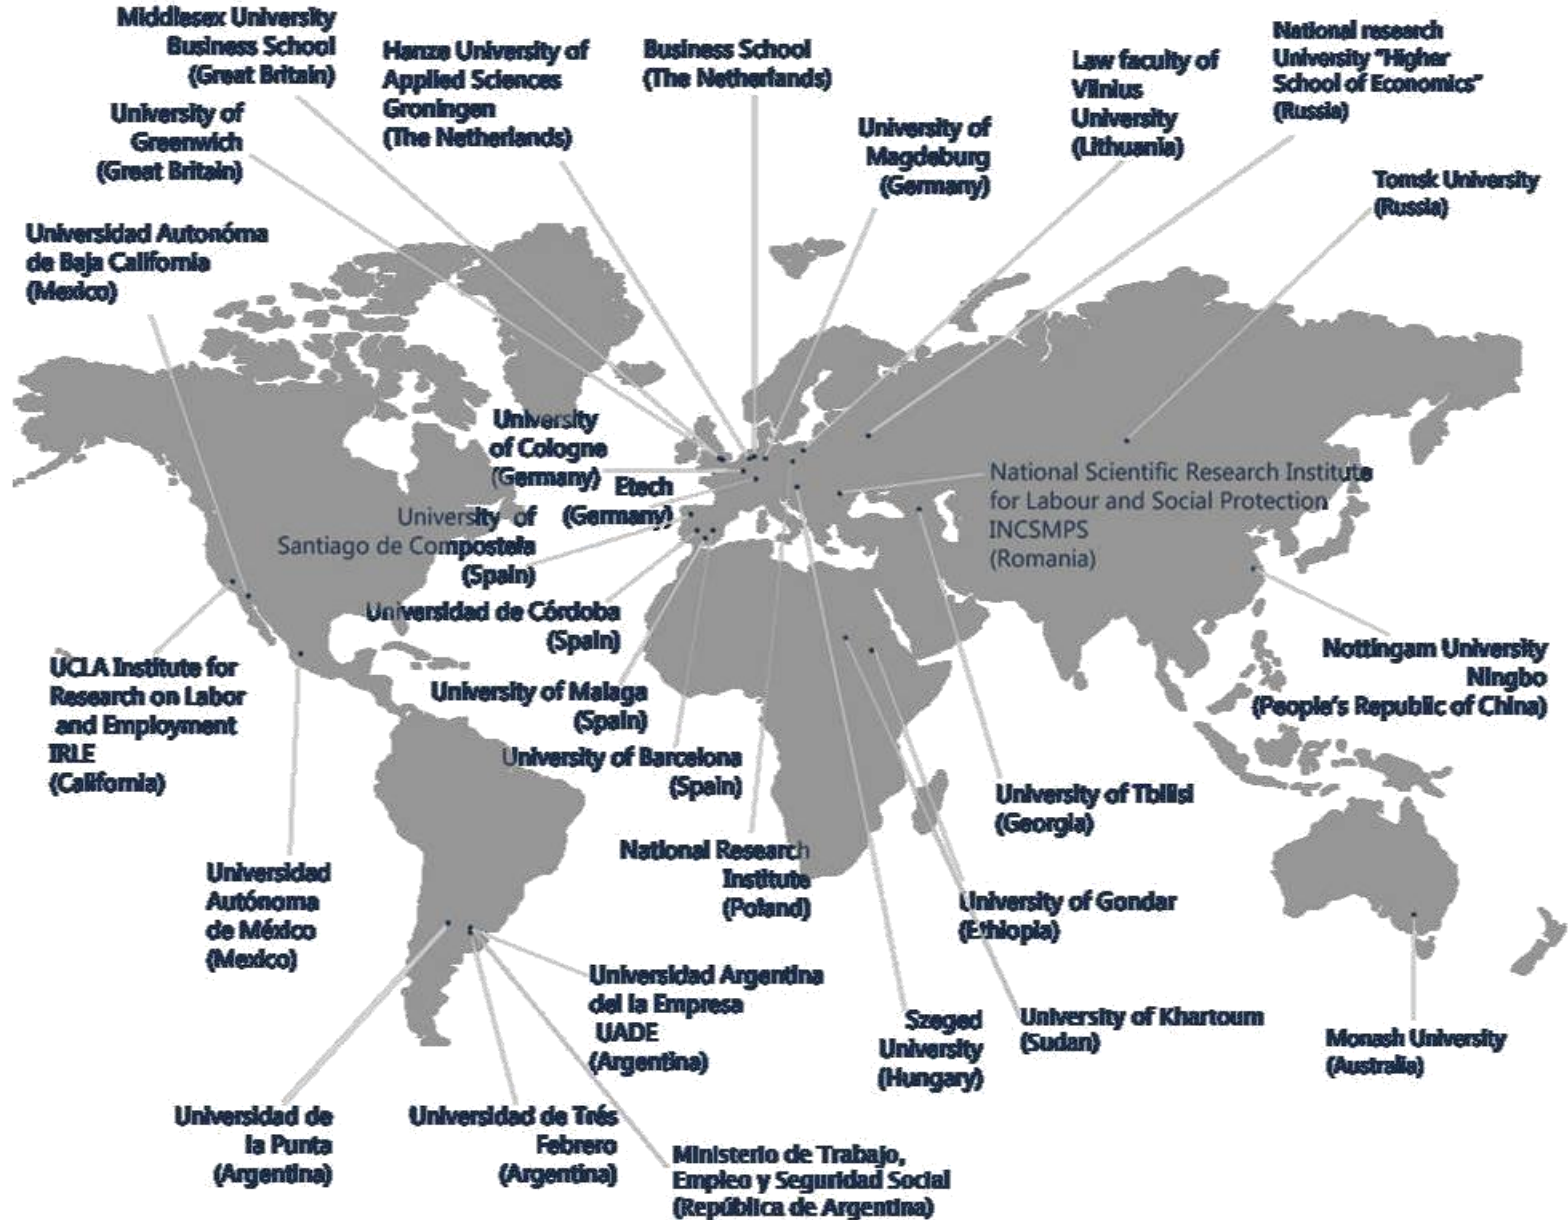 Middlesex University
Business School
(Great Britain)
Hanze University of
Applied Sciences
Groningen
(The Netherlands)
Business School
(The Netherlands)
Law faculty of
Vilnius
University
(Lithuania)
National research
University "Higher
School of Economics"
(Russia)
University of
Greenwich
(Great Britain)
University of
Magdeburg
(Germany)
Tomsk University
(Russia)
Universidad Autonóma
de Baja California
(Mexico)
University
of Cologne
(Germany)
Etech
(Germany)
National Scientific Research Institute
for Labour and Social Protection
INCSMPS
(Romania)
University of
Santiago de Compostela
(Spain)
Universidad de Córdoba
(Spain)
UCLA Institute for
Research on Labor
and Employment
IRLE
(California)
University of Malaga
(Spain)
Nottingam University
Ningbo
(People's Republic of China)
University of Barcelona
(Spain)
University of Tbilisi
(Georgia)
National Research
Institute
(Poland)
Universidad
Autónoma
de México
(Mexico)
University of Gondar
(Ethiopia)
Universidad Argentina
del la Empresa
UADE
(Argentina)
Szeged
University
(Hungary)
University of Khartoum
(Sudan)
Monash University
(Australia)
Universidad de
la Punta
(Argentina)
Universidad de Trés
Febrero
(Argentina)
Ministerio de Trabajo,
Empleo y Seguridad Social
(República de Argentina)